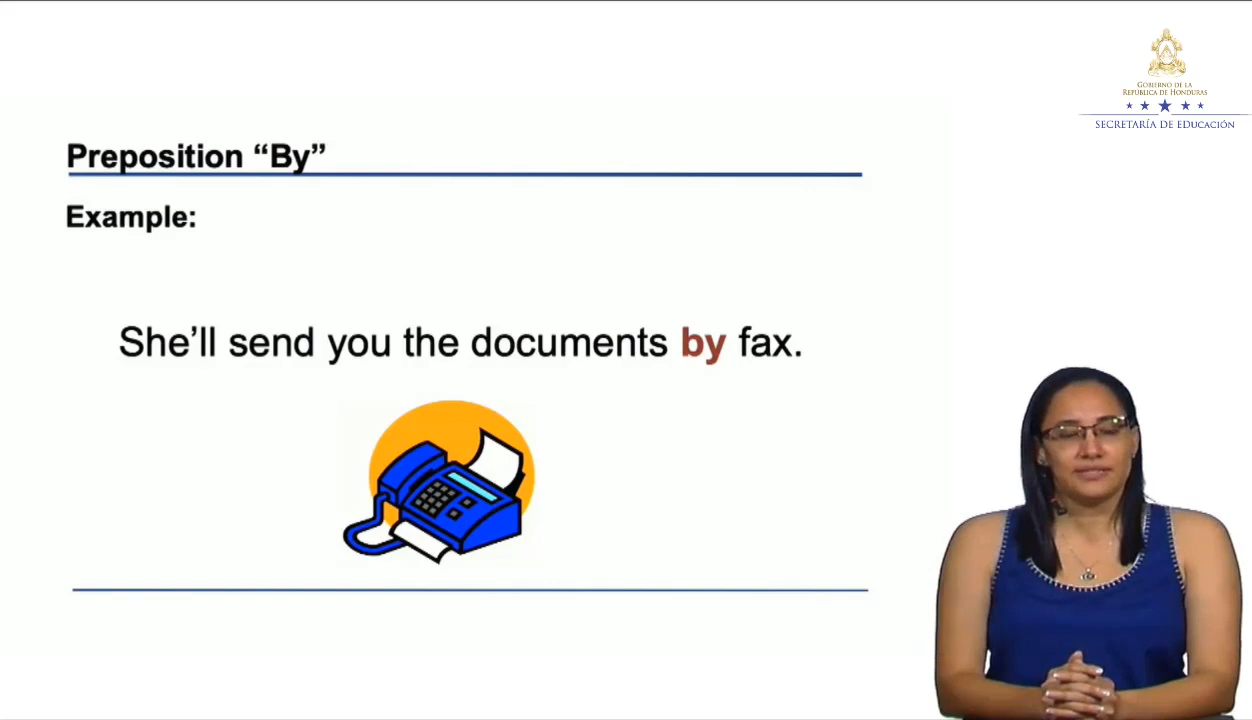 GOBIERNO DE LA
REPÚBLICA DE HONDURAS
SECRETARÍA DE EDUCACIÓN
Preposition “By”
Example:
She’ll send you the documents by fax.